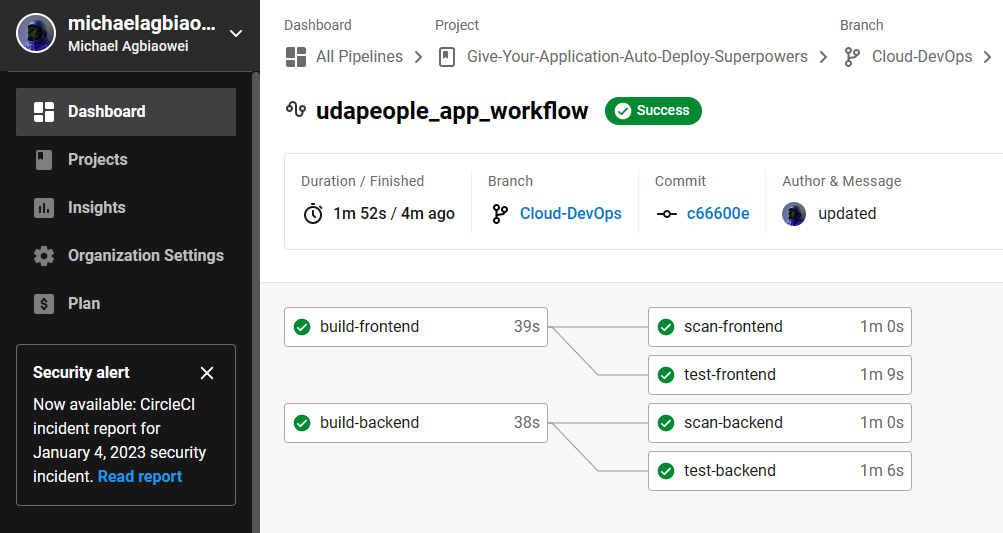 michaelagbiao...
Michael Agbiaowei
Dashboard
Projects
Insights
Organization Settings
$ Plan
Security alert
Now available: CircleCI
incident report for
January 4, 2023 security
incident. Read report
Dashboard Project Branch
All Pipelines Give-Your-Application-Auto-Deploy-Superpowers Cloud-DevOps
udapeople_app_workflow Success
Duration / Finished Branch Commit Author & Message
1m 52s / 4m ago Cloud-DevOps c66600e updated
build-frontend 39s scan-frontend 1m 0s
test-frontend 1m 9s
build-backend 38s scan-backend 1m 0s
test-backend 1m 6s